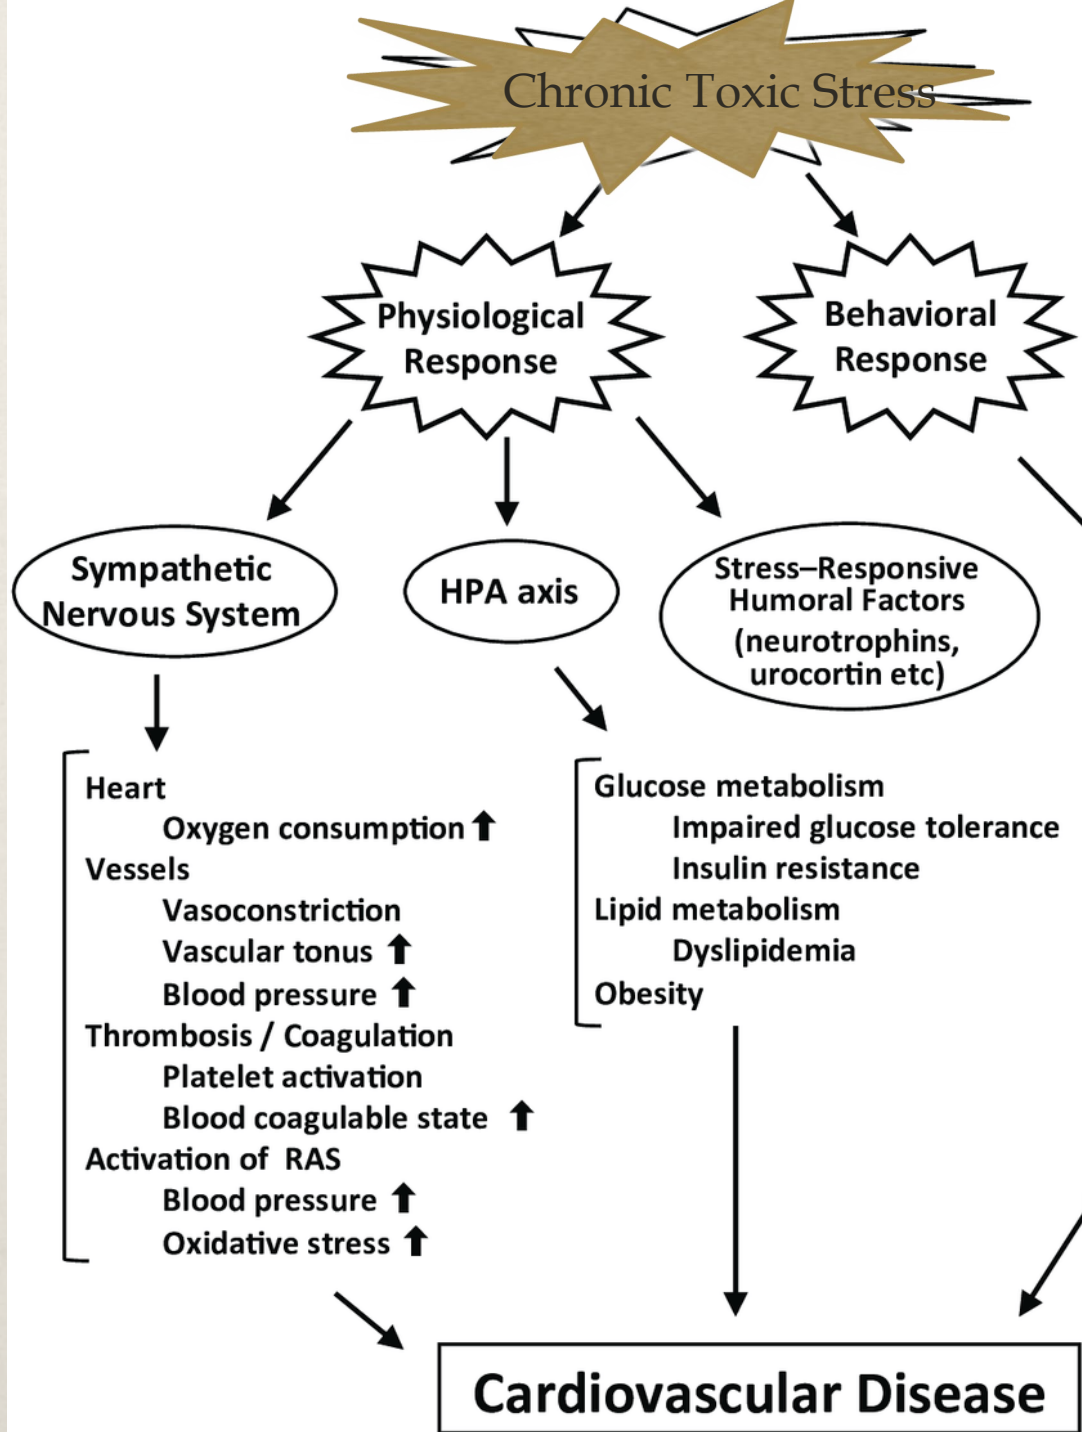 Chronic Toxic Stress
Physiological
Response
Behavioral
Response
Sympathetic
Nervous System
HPA axis
Stress–Responsive
Humoral Factors
(neurotrophins,
urocortin etc)
Heart
Oxygen consumption ⬆
Vessels
Vasoconstriction
Vascular tonus ⬆
Blood pressure ⬆
Thrombosis / Coagulation
Platelet activation
Blood coagulable state ⬆
Activation of RAS
Blood pressure ⬆
Oxidative stress ⬆
Glucose metabolism
Impaired glucose tolerance
Insulin resistance
Lipid metabolism
Dyslipidemia
Obesity
Cardiovascular Disease